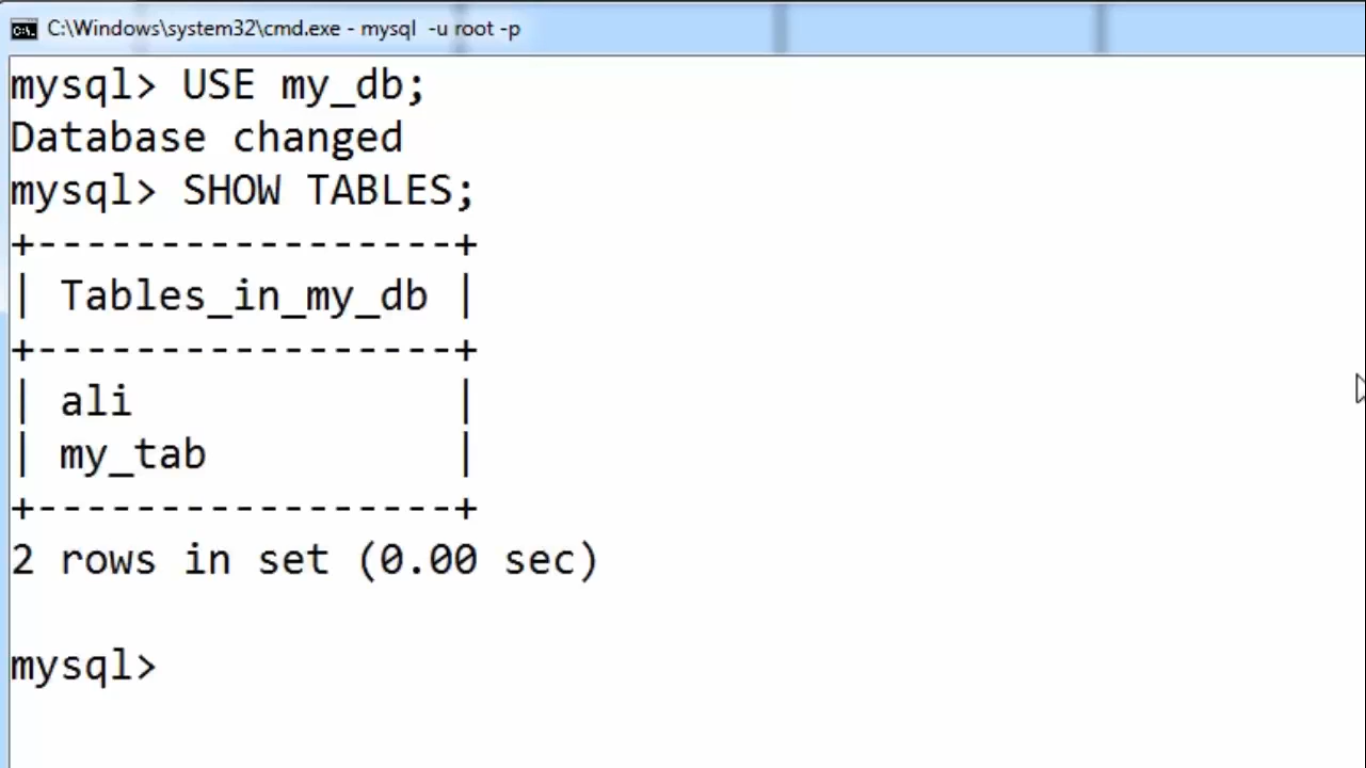 C:\Windows\system32\cmd.exe - mysql  -u root -p
mysql> USE my_db;
Database changed
mysql> SHOW TABLES;
+-----------------+
| Tables_in_my_db |
+-----------------+
| ali             |
| my_tab          |
+-----------------+
2 rows in set (0.00 sec)
mysql>